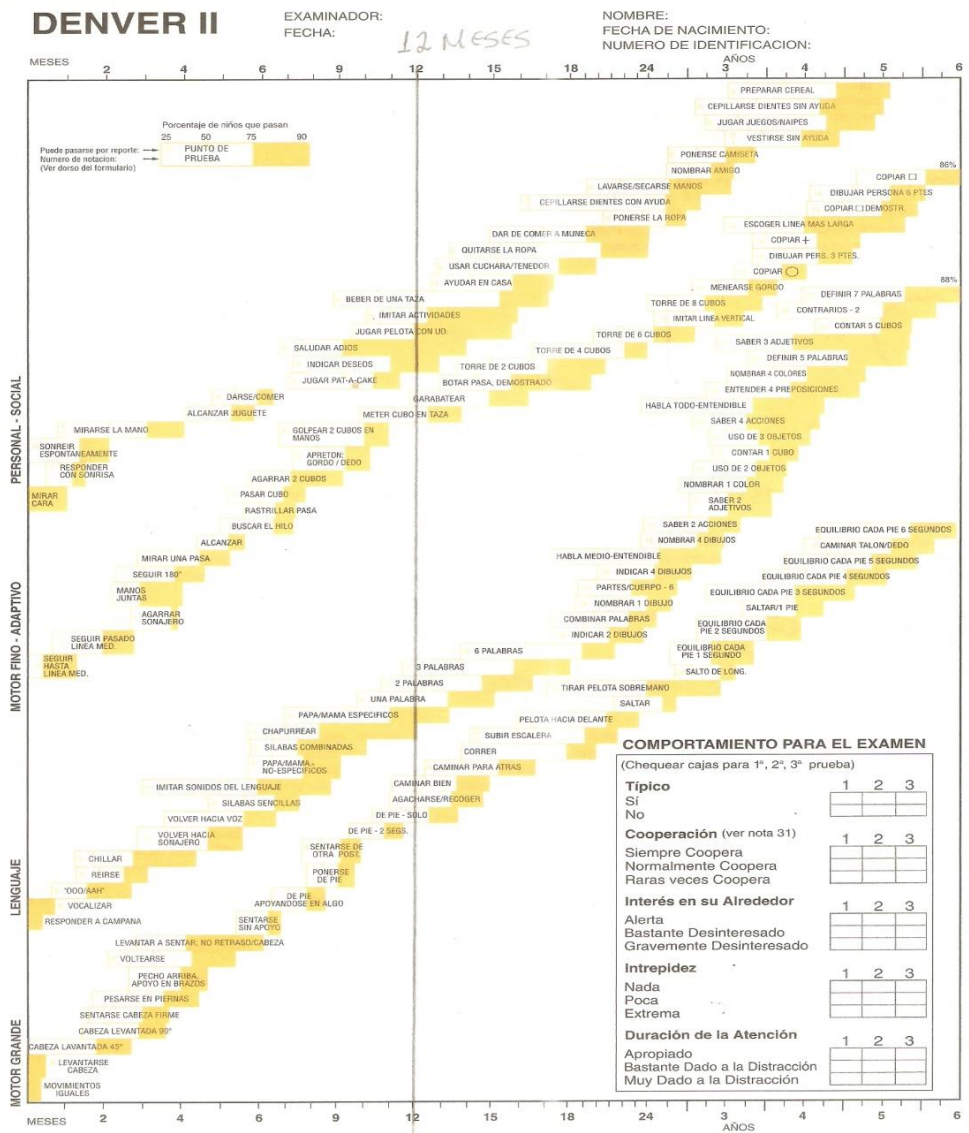 DENVER II
EXAMINADOR:
FECHA:
12 MESES
NOMBRE:
FECHA DE NACIMIENTO:
NUMERO DE IDENTIFICACION:
MESES 2 4 6 9 12 15 18 24 AÑOS 3 4 5 6
Porcentaje de niños que pasan
25 50 75 90
Puede pasarse por reporte:
Numero de notacion:
(Ver dorso del formulario)
PUNTO DE
PRUEBA
PREPARAR CEREAL
CEPILLARSE DIENTES SIN AYUDA
JUGAR JUEGOS/NAIPES
VESTIRSE SIN AYUDA
PONERSE CAMISETA
NOMBRAR AMIGO
LAVARSE/SECARSE MANOS
CEPILLARSE DIENTES CON AYUDA
PONERSE LA ROPA
DAR DE COMER A MUNECA
QUITARSE LA ROPA
USAR CUCHARA/TENEDOR
AYUDAR EN CASA
BEBER DE UNA TAZA
IMITAR ACTIVIDADES
JUGAR PELOTA CON UD.
SALUDAR ADIOS
INDICAR DESEOS
JUGAR PAT-A-CAKE
DARSE/COMER
ALCANZAR JUGUETE
MIRARSE LA MANO
SONREIR
ESPONTANEAMENTE
RESPONDER
CON SONRISA
MIRAR
CARA
PERSONAL - SOCIAL
86%
COPIAR □
DIBUJAR PERSONA 6 PTES
COPIAR □ DEMOSTR.
ESCOGER LINEA MAS LARGA
COPIAR +
DIBUJAR PERS. 3 PTES.
COPIAR ○
MENEARSE GORDO
TORRE DE 8 CUBOS
IMITAR LINEA VERTICAL
TORRE DE 6 CUBOS
TORRE DE 4 CUBOS
TORRE DE 2 CUBOS
BOTAR PASA, DEMOSTRADO
GARABATEAR
METER CUBO EN TAZA
GOLPEAR 2 CUBOS EN
MANOS
APRETON:
GORDO / DEDO
AGARRAR 2 CUBOS
PASAR CUBO
RASTRILLAR PASA
BUSCAR EL HILO
ALCANZAR
MIRAR UNA PASA
SEGUIR 180°
MANOS
JUNTAS
AGARRAR
SONAJERO
SEGUIR PASADO
LINEA MED.
SEGUIR
HASTA
LINEA MED.
MOTOR FINO - ADAPTIVO
88%
DEFINIR 7 PALABRAS
CONTRARIOS - 2
CONTAR 5 CUBOS
SABER 3 ADJETIVOS
DEFINIR 5 PALABRAS
NOMBRAR 4 COLORES
ENTENDER 4 PREPOSICIONES
HABLA TODO-ENTENDIBLE
SABER 4 ACCIONES
USO DE 3 OBJETOS
CONTAR 1 CUBO
USO DE 2 OBJETOS
NOMBRAR 1 COLOR
SABER 2
ADJETIVOS
SABER 2 ACCIONES
NOMBRAR 4 DIBUJOS
HABLA MEDIO-ENTENDIBLE
INDICAR 4 DIBUJOS
PARTES/CUERPO - 6
NOMBRAR 1 DIBUJO
COMBINAR PALABRAS
INDICAR 2 DIBUJOS
6 PALABRAS
3 PALABRAS
2 PALABRAS
UNA PALABRA
PAPA/MAMA ESPECIFICOS
CHAPURREAR
SILABAS COMBINADAS
PAPA/MAMA -
NO-ESPECIFICOS
IMITAR SONIDOS DEL LENGUAJE
SILABAS SENCILLAS
VOLVER HACIA VOZ
VOLVER HACIA
SONAJERO
CHILLAR
REIRSE
"OOO/AAH"
VOCALIZAR
RESPONDER A CAMPANA
LENGUAJE
EQUILIBRIO CADA PIE 6 SEGUNDOS
CAMINAR TALON/DEDO
EQUILIBRIO CADA PIE 5 SEGUNDOS
EQUILIBRIO CADA PIE 4 SEGUNDOS
EQUILIBRIO CADA PIE 3 SEGUNDOS
SALTAR/1 PIE
EQUILIBRIO CADA
PIE 2 SEGUNDOS
EQUILIBRIO CADA
PIE 1 SEGUNDO
SALTO DE LONG.
TIRAR PELOTA SOBREMANO
SALTAR
PELOTA HACIA DELANTE
SUBIR ESCALERA
CORRER
CAMINAR PARA ATRAS
CAMINAR BIEN
AGACHARSE/RECOGER
DE PIE - SOLO
DE PIE - 2 SEGS.
SENTARSE DE
OTRA POST.
PONERSE
DE PIE
DE PIE
APOYANDOSE EN ALGO
SENTARSE
SIN APOYO
LEVANTAR A SENTAR; NO RETRASO/CABEZA
VOLTEARSE
PECHO ARRIBA.
APOYO EN BRAZOS
PESARSE EN PIERNAS
SENTARSE CABEZA FIRME
CABEZA LEVANTADA 90°
CABEZA LAVANTADA 45°
LEVANTARSE
CABEZA
MOVIMIENTOS
IGUALES
MOTOR GRANDE
COMPORTAMIENTO PARA EL EXAMEN
(Chequear cajas para 1ª, 2ª, 3ª prueba)
Típico 1 2 3
Sí
No
Cooperación (ver nota 31) 1 2 3
Siempre Coopera
Normalmente Coopera
Raras veces Coopera
Interés en su Alrededor 1 2 3
Alerta
Bastante Desinteresado
Gravemente Desinteresado
Intrepidez 1 2 3
Nada
Poca
Extrema
Duración de la Atención 1 2 3
Apropiado
Bastante Dado a la Distracción
Muy Dado a la Distracción
MESES 2 4 6 9 12 15 18 24 AÑOS 3 4 5 6